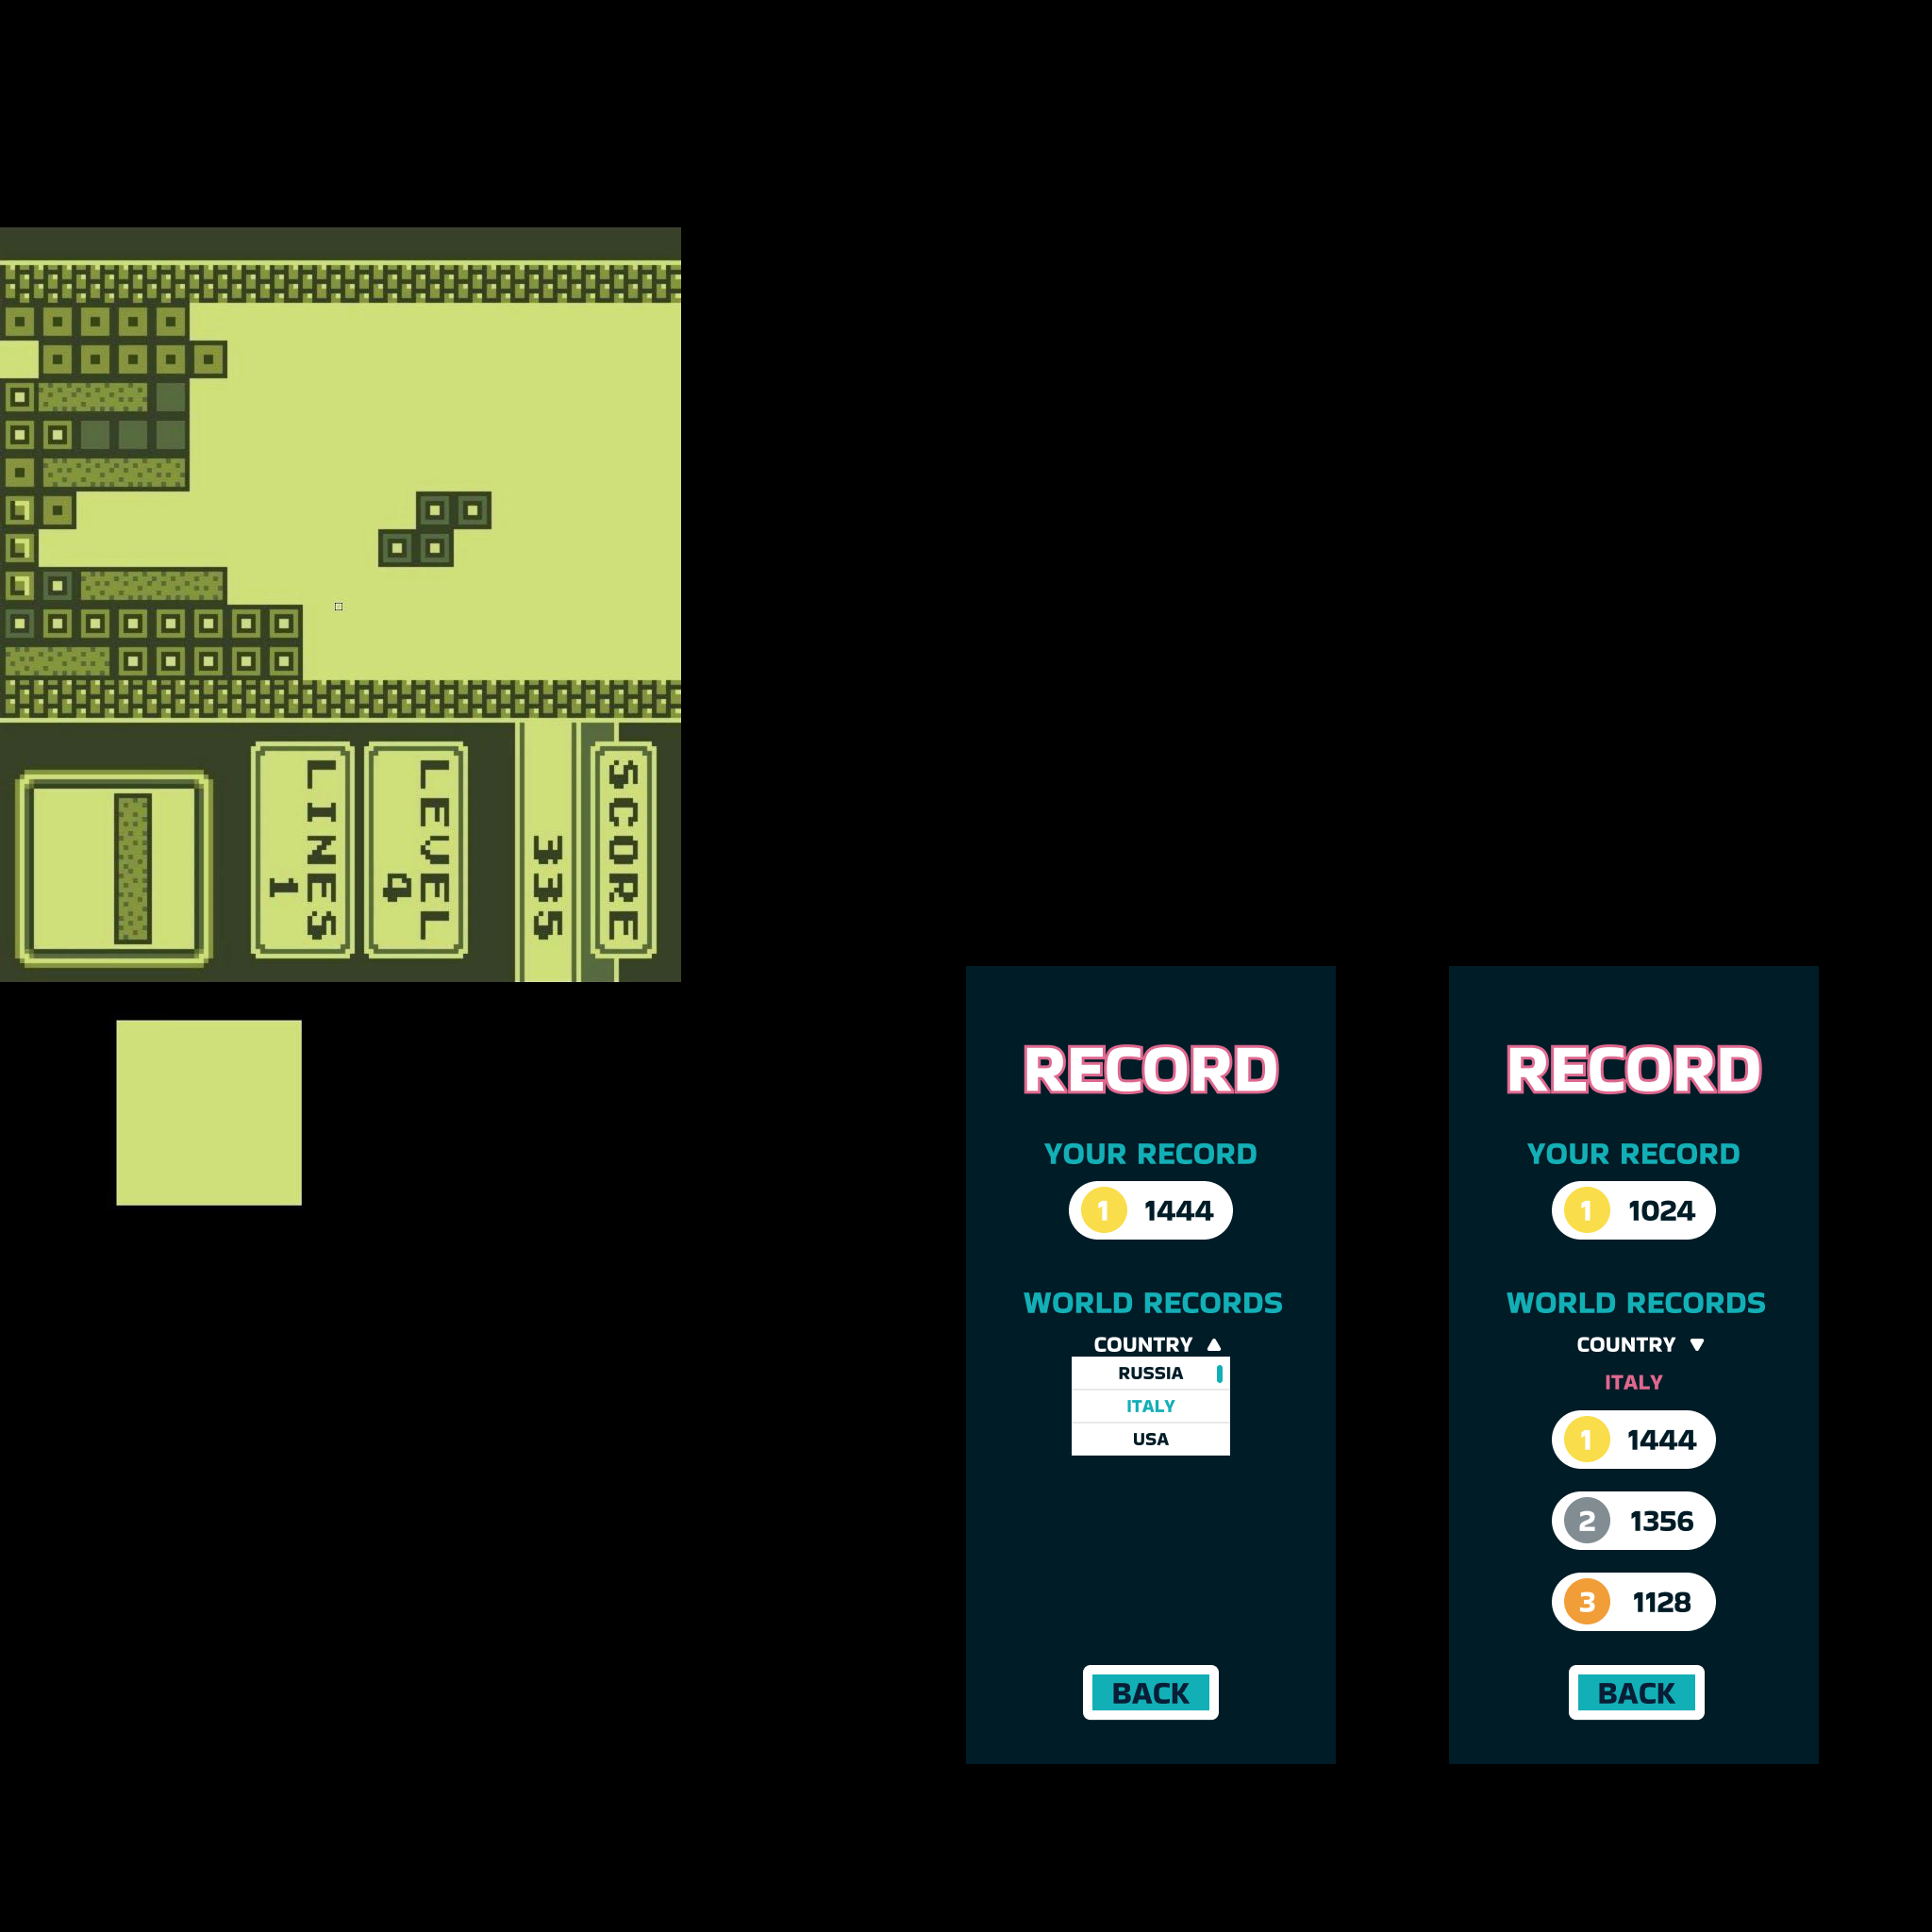 SCORE
335
LEVEL
4
LINES
1
RECORD
YOUR RECORD
1 1444
WORLD RECORDS
COUNTRY
RUSSIA
ITALY
USA
BACK
RECORD
YOUR RECORD
1 1024
WORLD RECORDS
COUNTRY
ITALY
1 1444
2 1356
3 1128
BACK